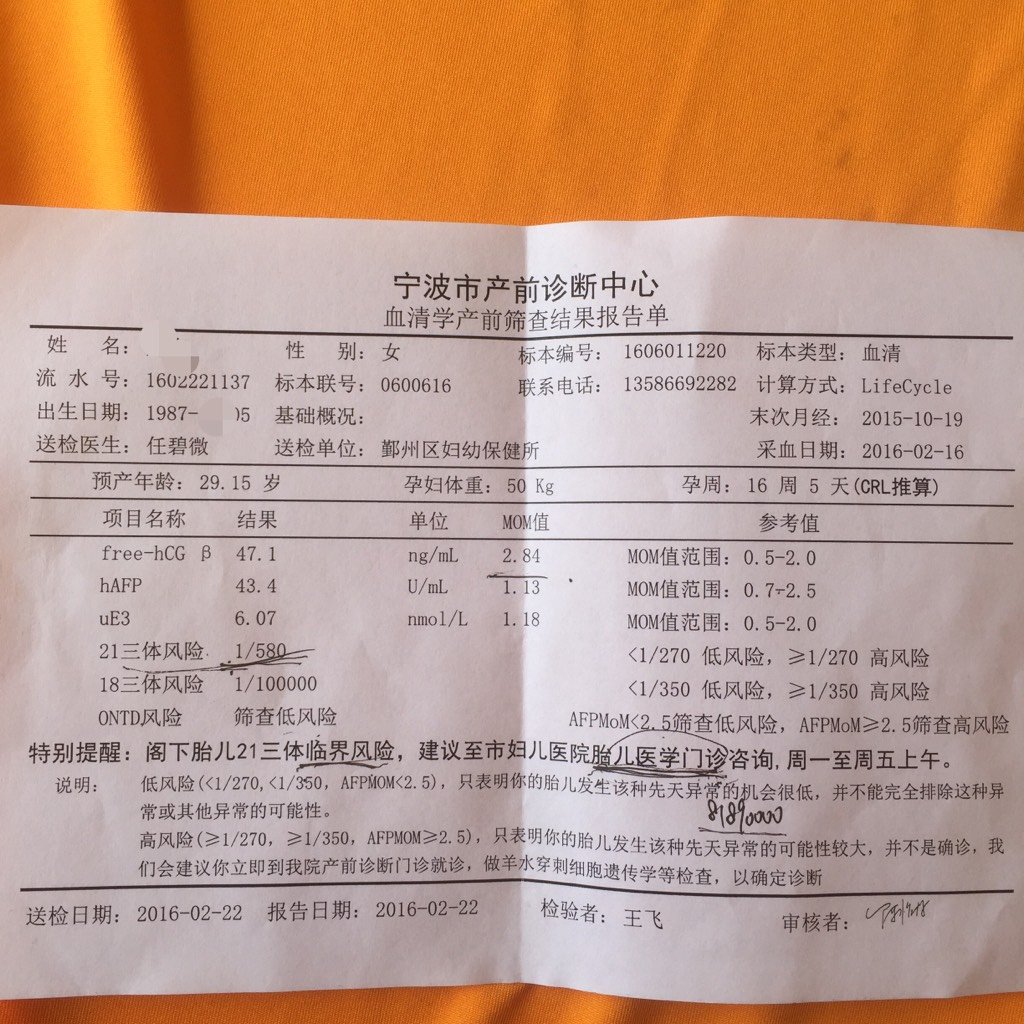 宁波市产前诊断中心
血清学产前筛查结果报告单
姓 名： 性 别：女 标本编号：1606011220 标本类型：血清
流 水 号：1602221137 标本联号：0600616 联系电话：13586692282 计算方式：LifeCycle
出生日期：1987- 05 基础概况： 末次月经：2015-10-19
送检医生：任碧微 送检单位：鄞州区妇幼保健所 采血日期：2016-02-16
预产年龄：29.15 岁 孕妇体重：50 Kg 孕周：16 周 5 天(CRL推算)
项目名称 结果 单位 MOM值 参考值
free-hCG β 47.1 ng/mL 2.84 MOM值范围：0.5-2.0
hAFP 43.4 U/mL 1.13 MOM值范围：0.7-2.5
uE3 6.07 nmol/L 1.18 MOM值范围：0.5-2.0
21三体风险 1/580 <1/270 低风险，≥1/270 高风险
18三体风险 1/100000 <1/350 低风险，≥1/350 高风险
ONTD风险 筛查低风险 AFPMoM<2.5筛查低风险，AFPMoM≥2.5筛查高风险
特别提醒：阁下胎儿21三体临界风险，建议至市妇儿医院胎儿医学门诊咨询,周一至周五上午。
说明： 低风险(<1/270,<1/350，AFPMOM<2.5)，只表明你的胎儿发生该种先天异常的机会很低，并不能完全排除这种异
常或其他异常的可能性。
81890000
高风险(≥1/270，≥1/350，AFPMOM≥2.5)，只表明你的胎儿发生该种先天异常的可能性较大，并不是确诊，我
们会建议你立即到我院产前诊断门诊就诊，做羊水穿刺细胞遗传学等检查，以确定诊断
送检日期：2016-02-22 报告日期：2016-02-22 检验者：王飞 审核者：